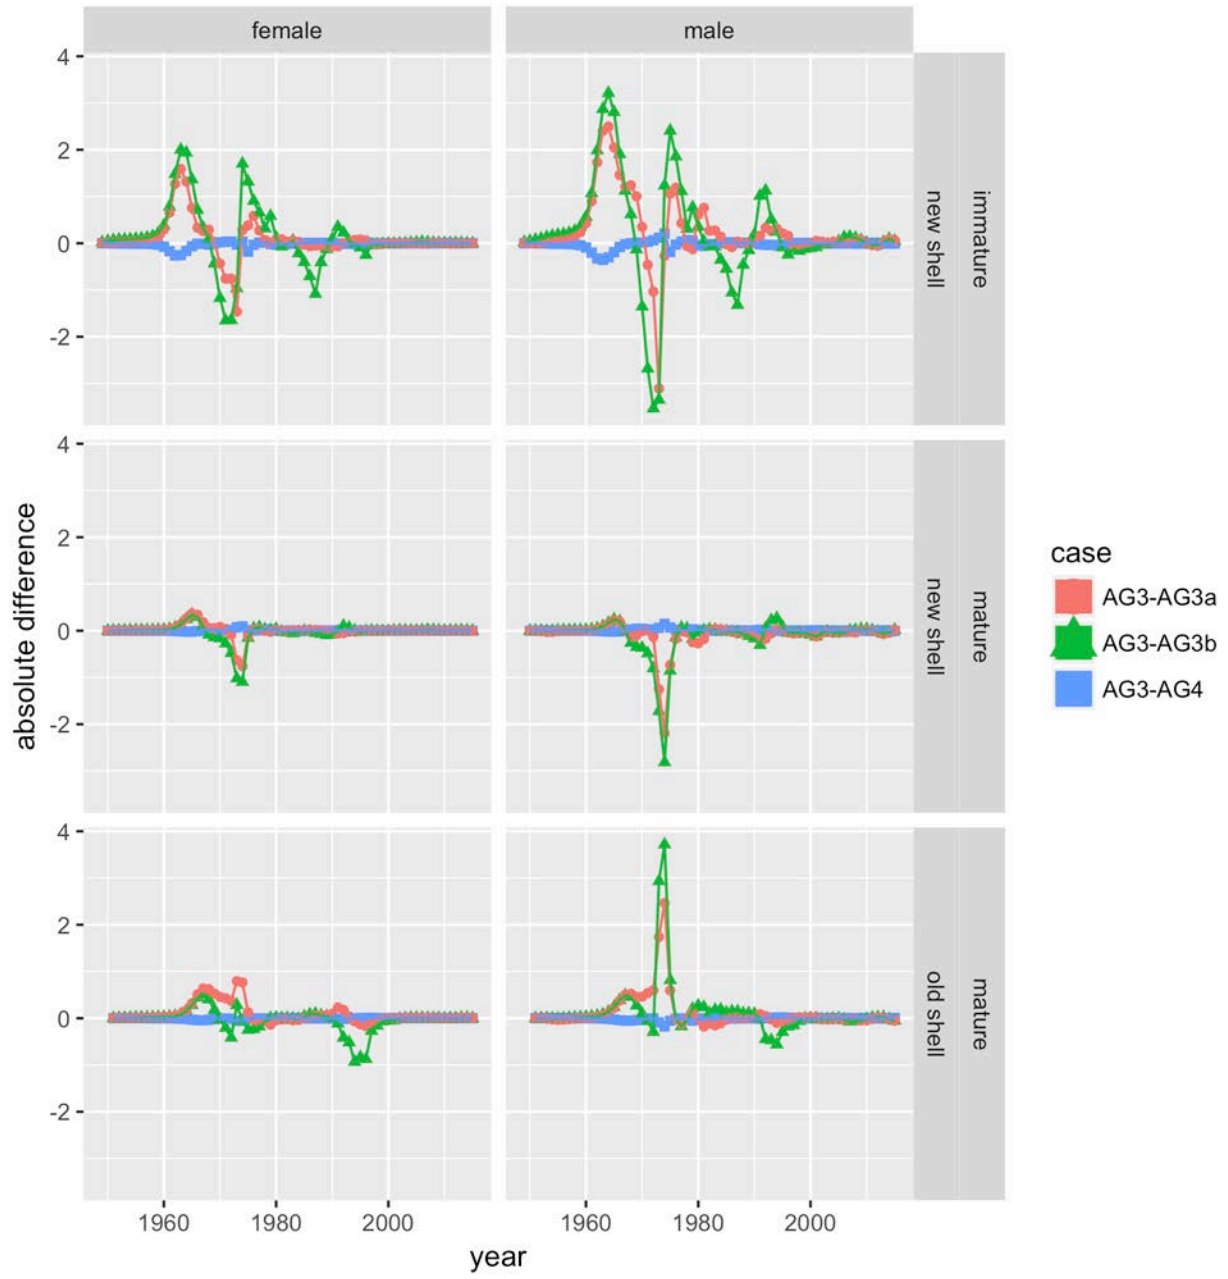 female
male
4
2
0
-2
immature
new shell
4
2
0
-2
mature
new shell
4
2
0
-2
mature
old shell
absolute difference
1960
1980
2000
1960
1980
2000
year
case
AG3-AG3a
AG3-AG3b
AG3-AG4